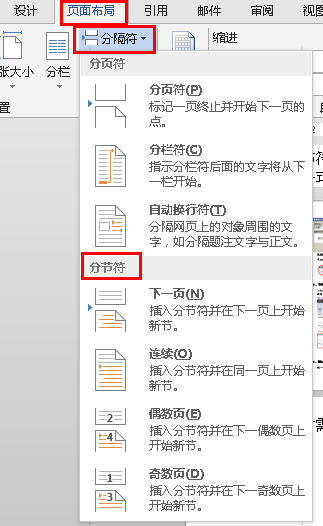 设计 页面布局 引用 邮件 审阅 视图
分隔符 缩进
张大小 分栏
分页符
置
分页符(P)
标记一页终止并开始下一页的
点。
分栏符(C)
指示分栏符后面的文字将从下
一栏开始。
自动换行符(T)
分隔网页上的对象周围的文
字，如分隔题注文字与正文。
分节符
下一页(N)
插入分节符并在下一页上开始
新节。
连续(O)
插入分节符并在同一页上开始
新节。
偶数页(E)
插入分节符并在下一偶数页上
开始新节。
奇数页(D)
插入分节符并在下一奇数页上
开始新节。